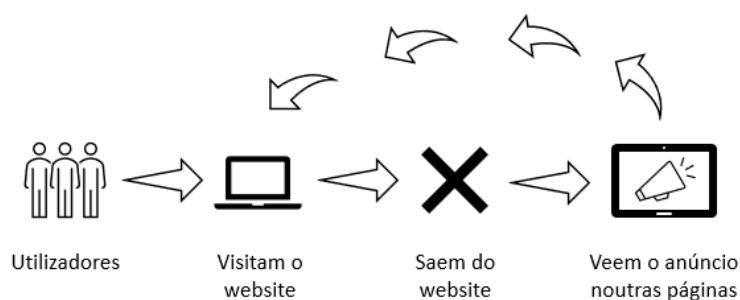 Utilizadores
Visitam o
website
Saem do
website
Veem o anúncio
noutras páginas